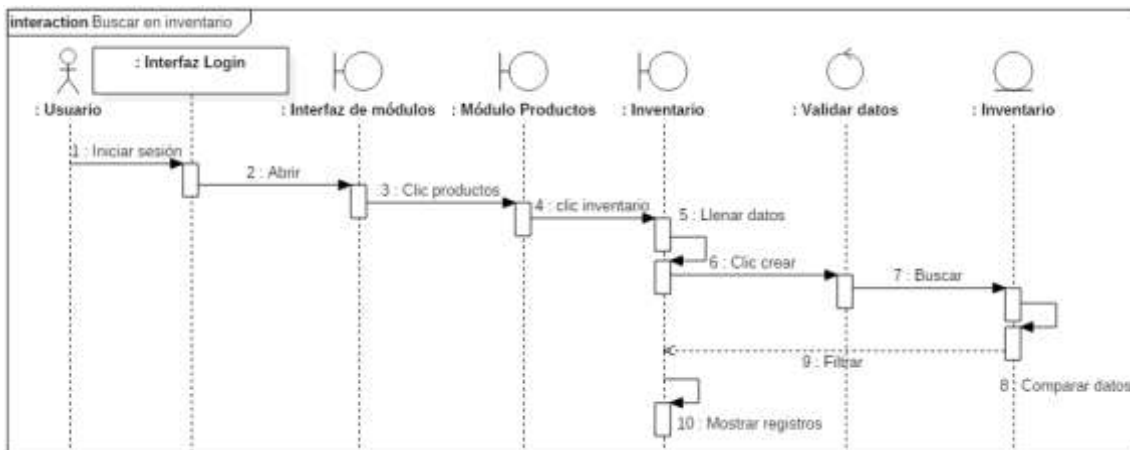 interaction Buscar en inventario
: Interfaz Login
: Usuario
: Interfaz de módulos
: Módulo Productos
: Inventario
: Validar datos
: Inventario
1 : Iniciar sesión
2 : Abrir
3 : Clic productos
4 : clic inventario
5 : Llenar datos
6 : Clic crear
7 : Buscar
9 : Filtrar
8 : Comparar datos
10 : Mostrar registros